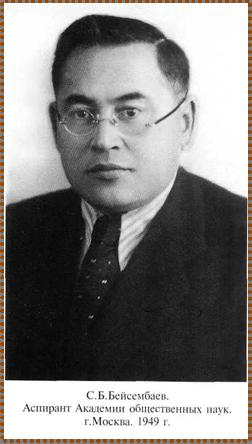 С.Б.Бейсембаев.
Аспирант Академии общественных наук.
г.Москва. 1949 г.